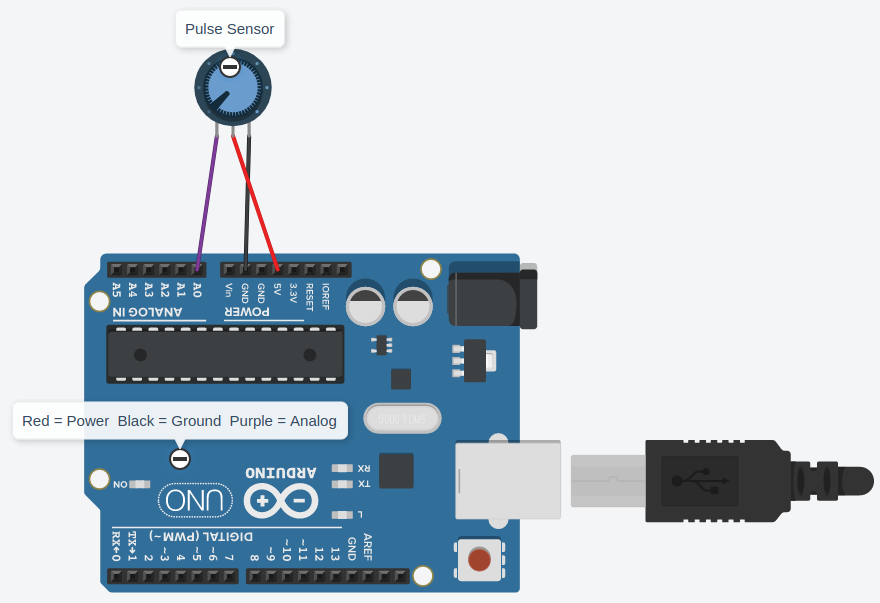 Pulse Sensor
A5 A4 A3 A2 A1 A0
Vin GND GND 5V 3.3V RESET IOREF
ANALOG IN
POWER
Red = Power Black = Ground Purple = Analog
ON
UNO
ARDUINO
RX
TX
L
DIGITAL (PWM~)
RX←0 TX→1 2 ~3 4 ~5 ~6 7 8 ~9 ~10 ~11 12 13 GND AREF